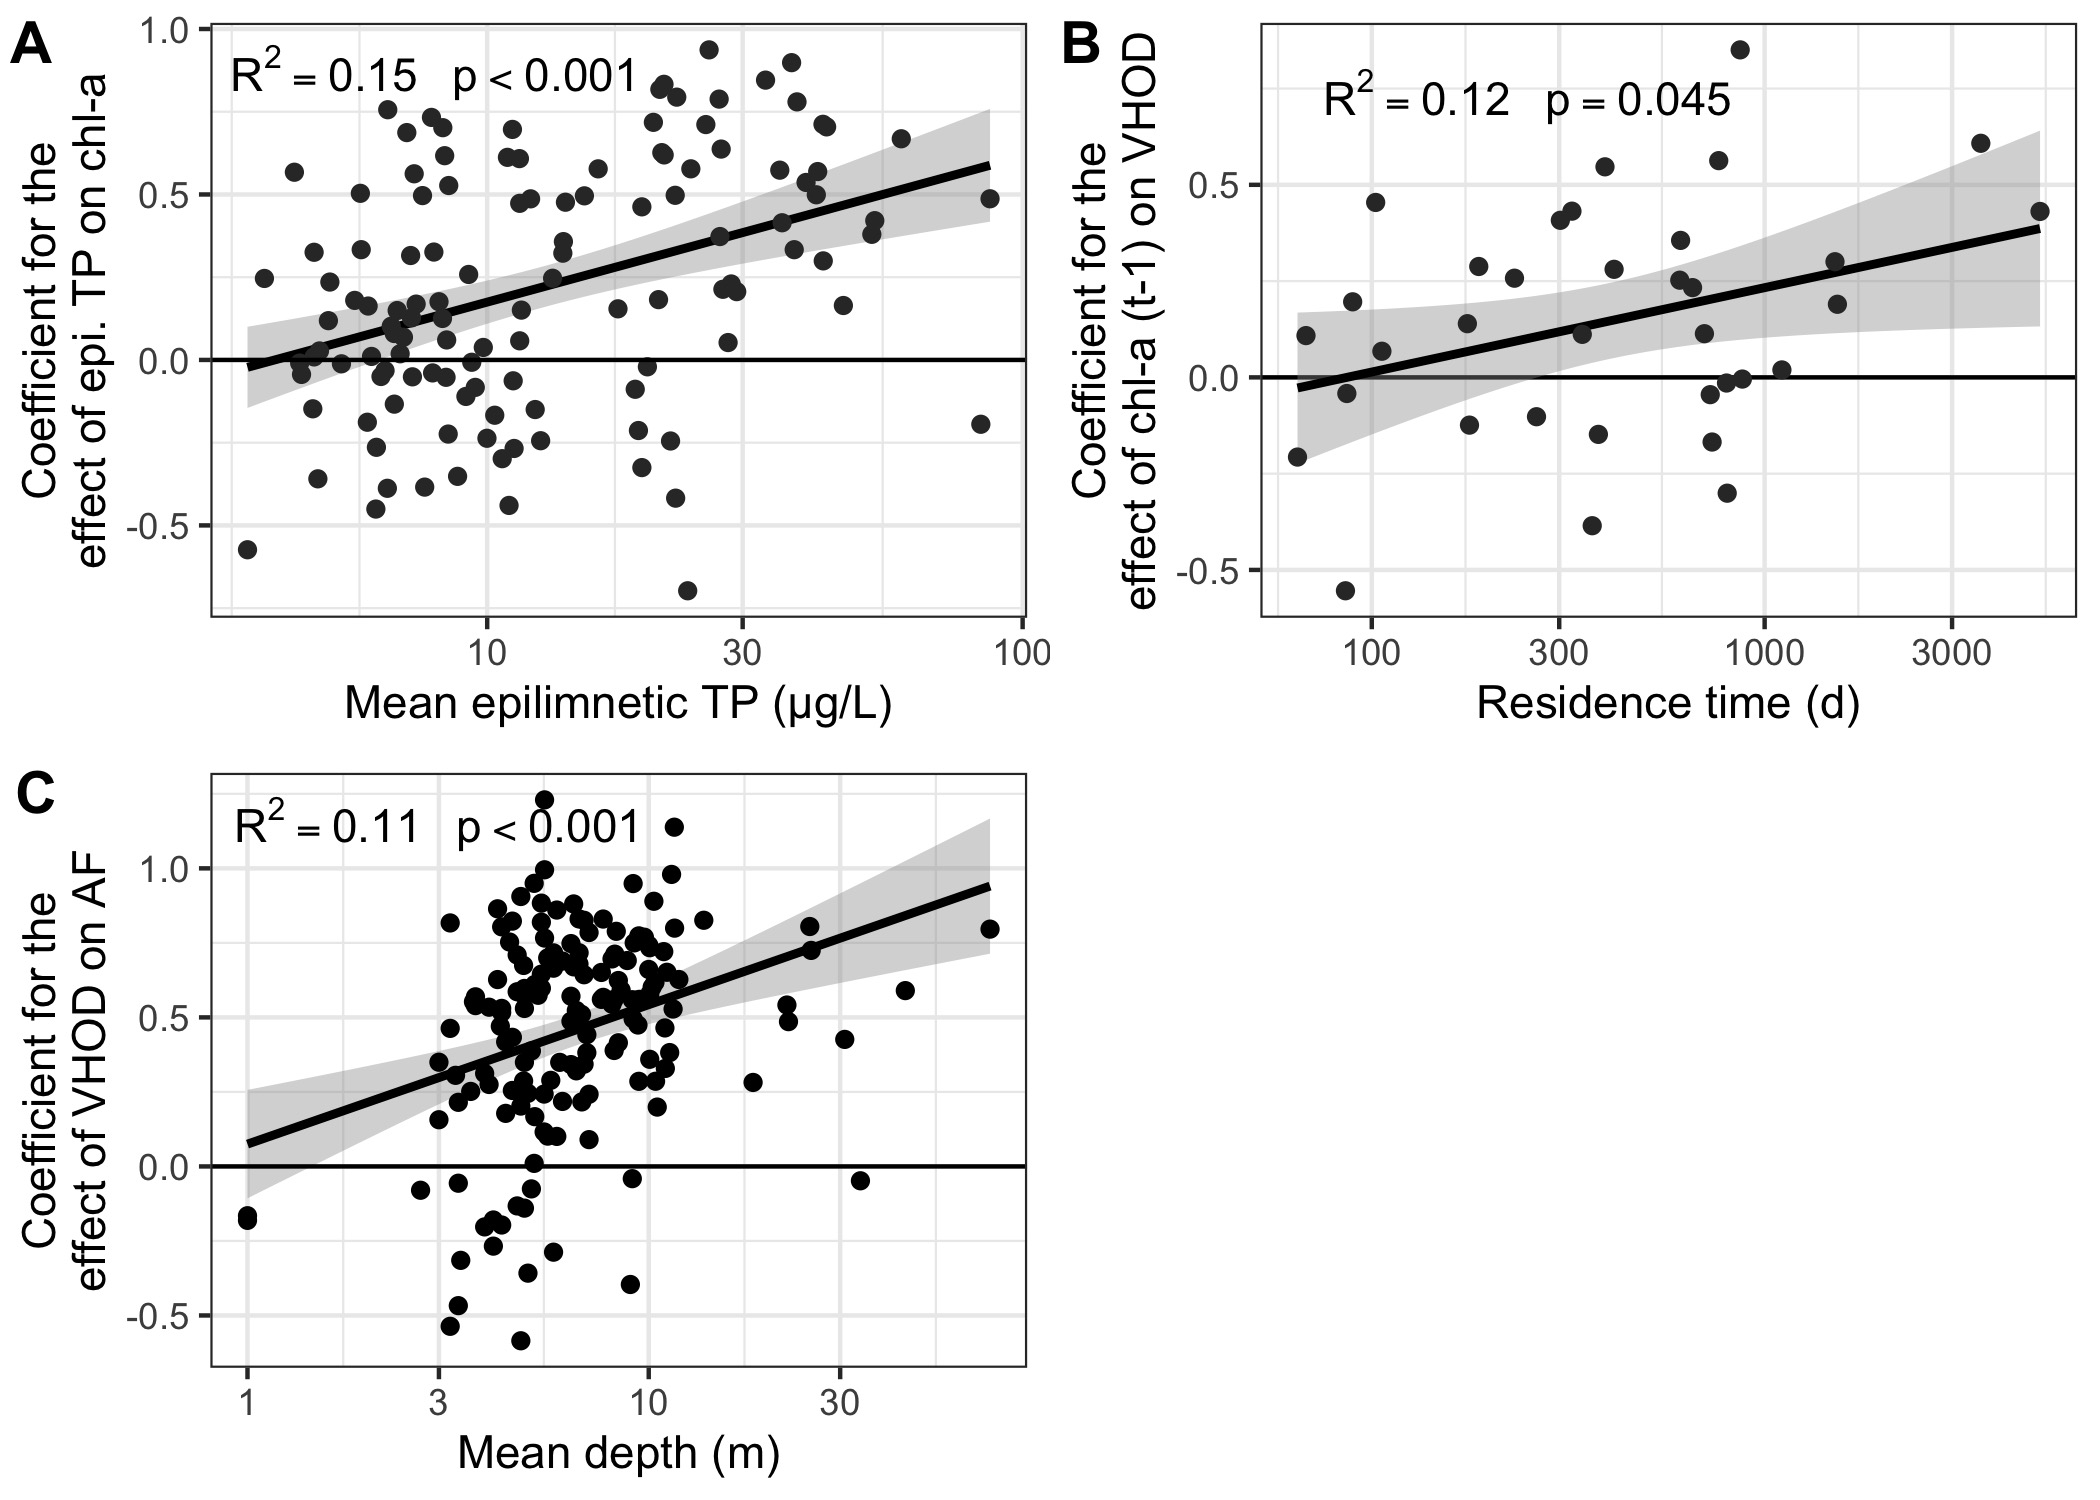 A
Coefficient for the
effect of epi. TP on chl-a
R² = 0.15 p < 0.001
1.0
0.5
0.0
-0.5
10 30 100
Mean epilimnetic TP (µg/L)
B
Coefficient for the
effect of chl-a (t-1) on VHOD
R² = 0.12 p = 0.045
0.5
0.0
-0.5
100 300 1000 3000
Residence time (d)
C
Coefficient for the
effect of VHOD on AF
R² = 0.11 p < 0.001
1.0
0.5
0.0
-0.5
1 3 10 30
Mean depth (m)